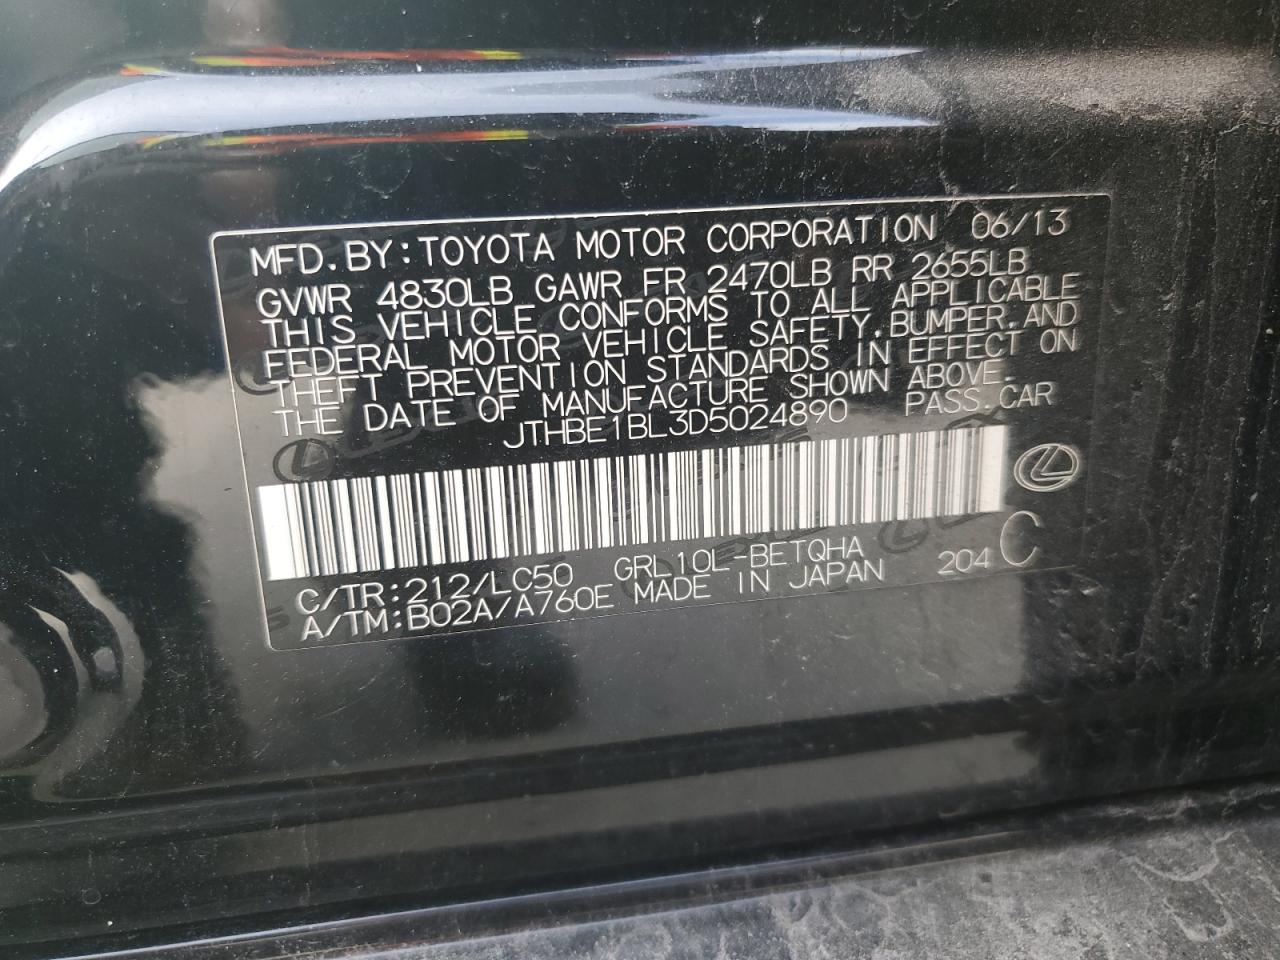 MFD.BY:TOYOTA MOTOR CORPORATION 06/13
GVWR 4830LB GAWR FR 2470LB RR 2655LB
THIS VEHICLE CONFORMS TO ALL APPLICABLE
FEDERAL MOTOR VEHICLE SAFETY,BUMPER,AND
THEFT PREVENTION STANDARDS IN EFFECT ON
THE DATE OF MANUFACTURE SHOWN ABOVE.
JTHBE1BL3D5024890 PASS.CAR
C/TR:212/LC50 GRL10L-BETQHA 204 C
A/TM:B02A/A760E MADE IN JAPAN